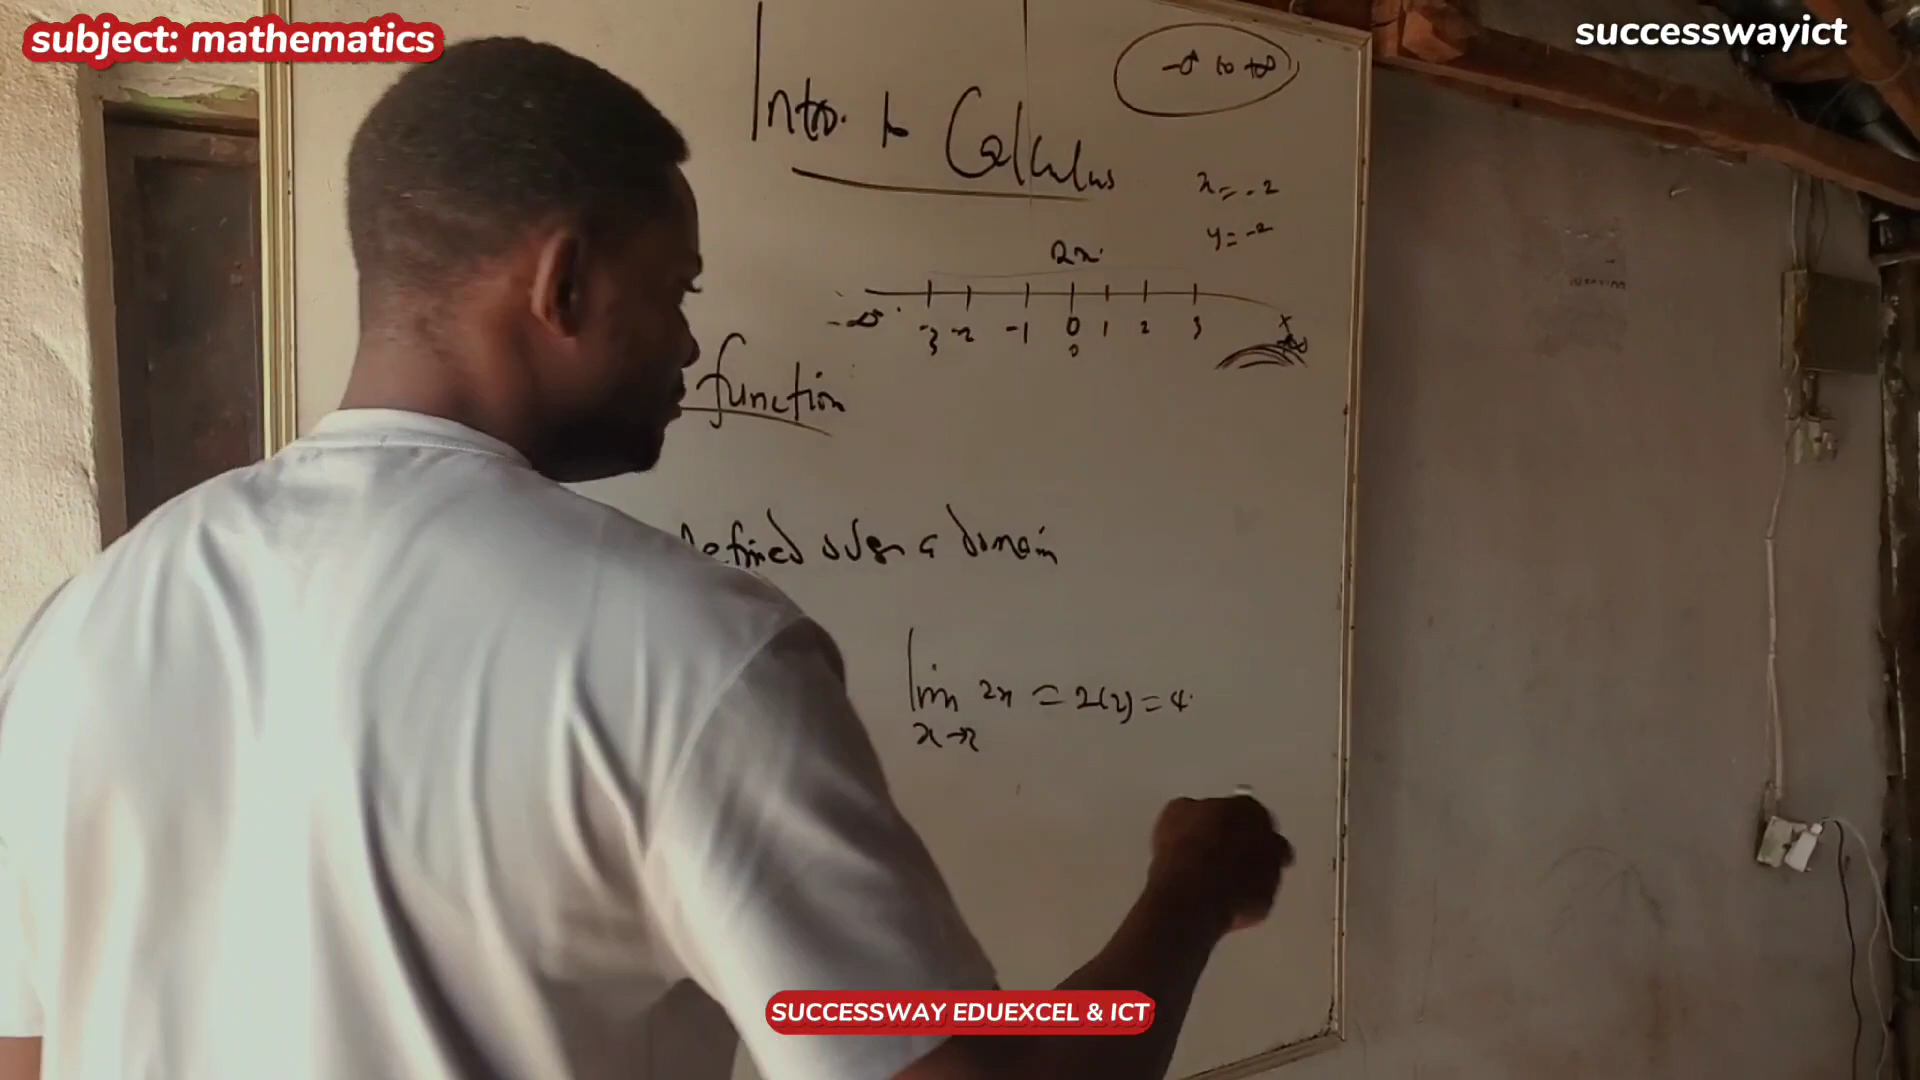 subject: mathematics
successwayict
-∞ to +∞
Intro. to Calculus
x = -2
y = -2
2x
-∞ -3 -2 -1 0 1 2 3 +∞
0
function
Defined over a domain
lim 2x = 2(2) = 4
x→2
SUCCESSWAY EDUEXCEL & ICT